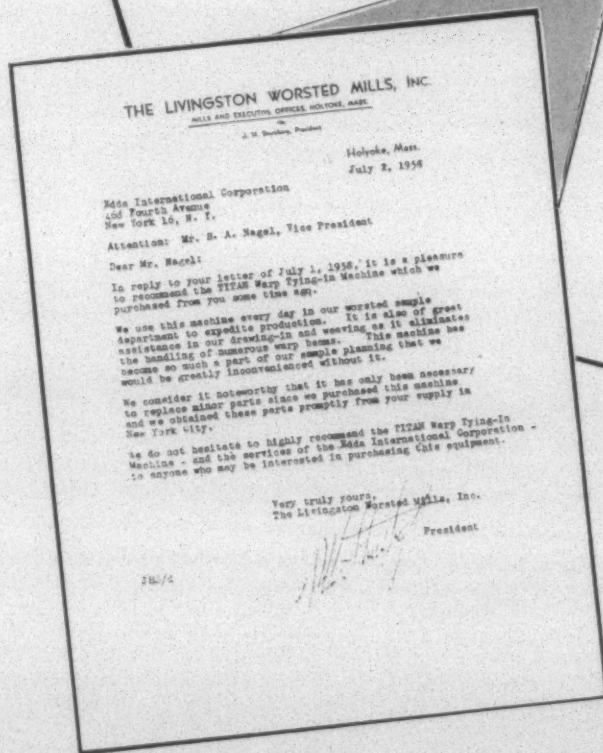 THE LIVINGSTON WORSTED MILLS, INC.
MILLS AND EXECUTIVE OFFICES, HOLYOKE, MASS.
J. H. President
Holyoke, Mass.
July 2, 1958
Edda International Corporation
468 Fourth Avenue
New York 16, N. Y.
Attention: Mr. S. A. Nagel, Vice President
Dear Mr. Nagel:
In reply to your letter of July 1, 1958, it is a pleasure
to recommend the TITAN Warp Tying-in Machine which we
purchased from you some time ago.
We use this machine every day in our worsted sample
department to expedite production. It is also of great
assistance in our drawing-in and weaving as it eliminates
the handling of numerous warp beams. This machine has
become so much a part of our sample planning that we
would be greatly inconvenienced without it.
We consider it noteworthy that it has only been necessary
to replace minor parts since we purchased this machine
and we obtained these parts promptly from your supply in
New York City.
We do not hesitate to highly recommend the TITAN Warp Tying-In
Machine - and the services of the Edda International Corporation -
to anyone who may be interested in purchasing this equipment.
Very truly yours,
The Livingston Worsted Mills, Inc.
President